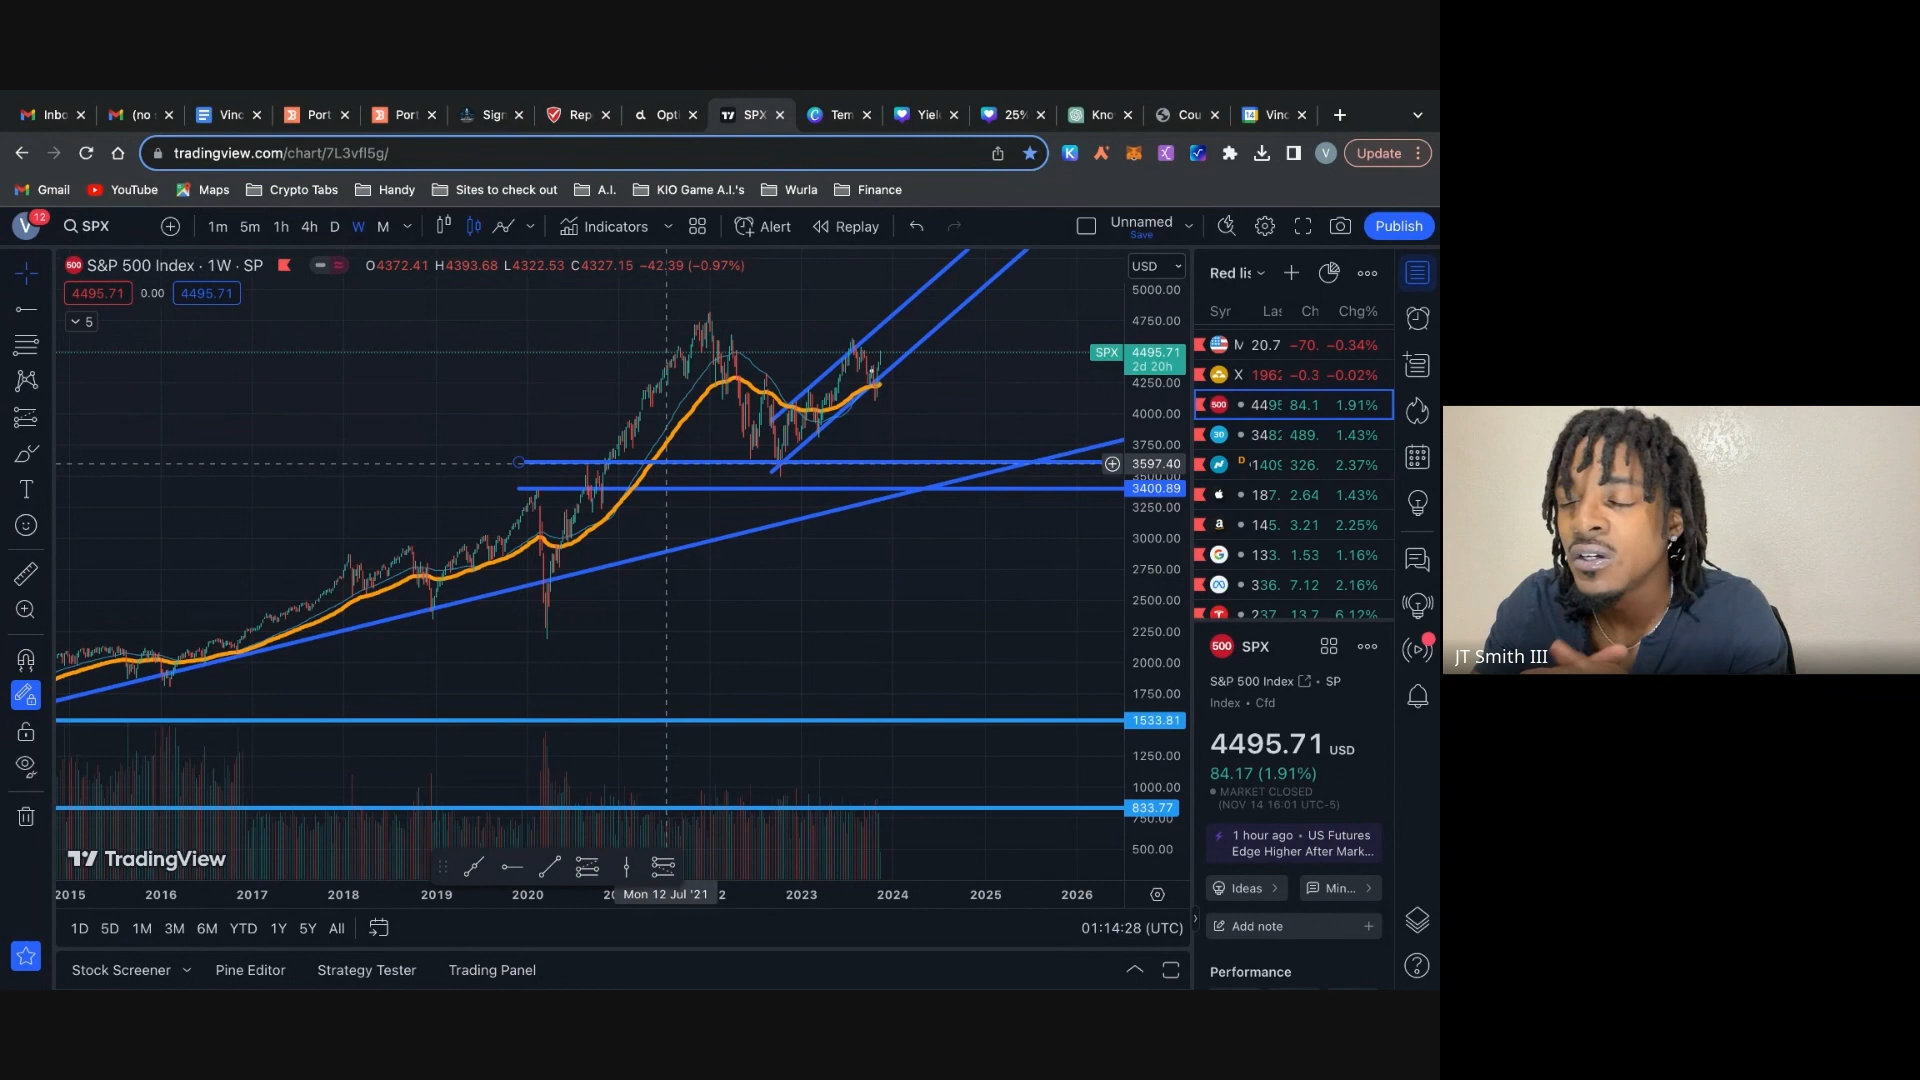 Inbo
(no
Vinc
Port
Port
Sign
Rep
Opti
SPX
Tem
Yiel
25%
Kno
Cou
Vinc
tradingview.com/chart/7L3vfl5g/
V
Update
Gmail
YouTube
Maps
Crypto Tabs
Handy
Sites to check out
A.I.
KIO Game A.I.'s
Wurla
Finance
V
12
SPX
1m
5m
1h
4h
D
W
M
Indicators
Alert
Replay
Unnamed
Save
Publish
500 S&P 500 Index · 1W · SP
O4372.41 H4393.68 L4322.53 C4327.15 −42.39 (−0.97%)
4495.71
0.00
4495.71
5
USD
5000.00
4750.00
SPX 4495.71
2d 20h
4250.00
4000.00
3750.00
3597.40
3500.00
3400.89
3250.00
3000.00
2750.00
2500.00
2250.00
2000.00
1750.00
1533.81
1250.00
1000.00
833.77
750.00
500.00
TradingView
2015
2016
2017
2018
2019
2020
Mon 12 Jul '21
2023
2024
2025
2026
1D
5D
1M
3M
6M
YTD
1Y
5Y
All
01:14:28 (UTC)
Stock Screener
Pine Editor
Strategy Tester
Trading Panel
Red lis
Syr
Las
Ch
Chg%
M 20.7 −70. −0.34%
X 1962 −0.3 −0.02%
500 4495 84.1 1.91%
30 3482 489. 1.43%
D 1409 326. 2.37%
187. 2.64 1.43%
a 145. 3.21 2.25%
G 133. 1.53 1.16%
336. 7.12 2.16%
237. 13.7 6.12%
500 SPX
S&P 500 Index • SP
Index • Cfd
4495.71 USD
84.17 (1.91%)
MARKET CLOSED
(NOV 14 16:01 UTC-5)
1 hour ago • US Futures
Edge Higher After Mark...
Ideas
Min...
Add note
Performance
JT Smith III